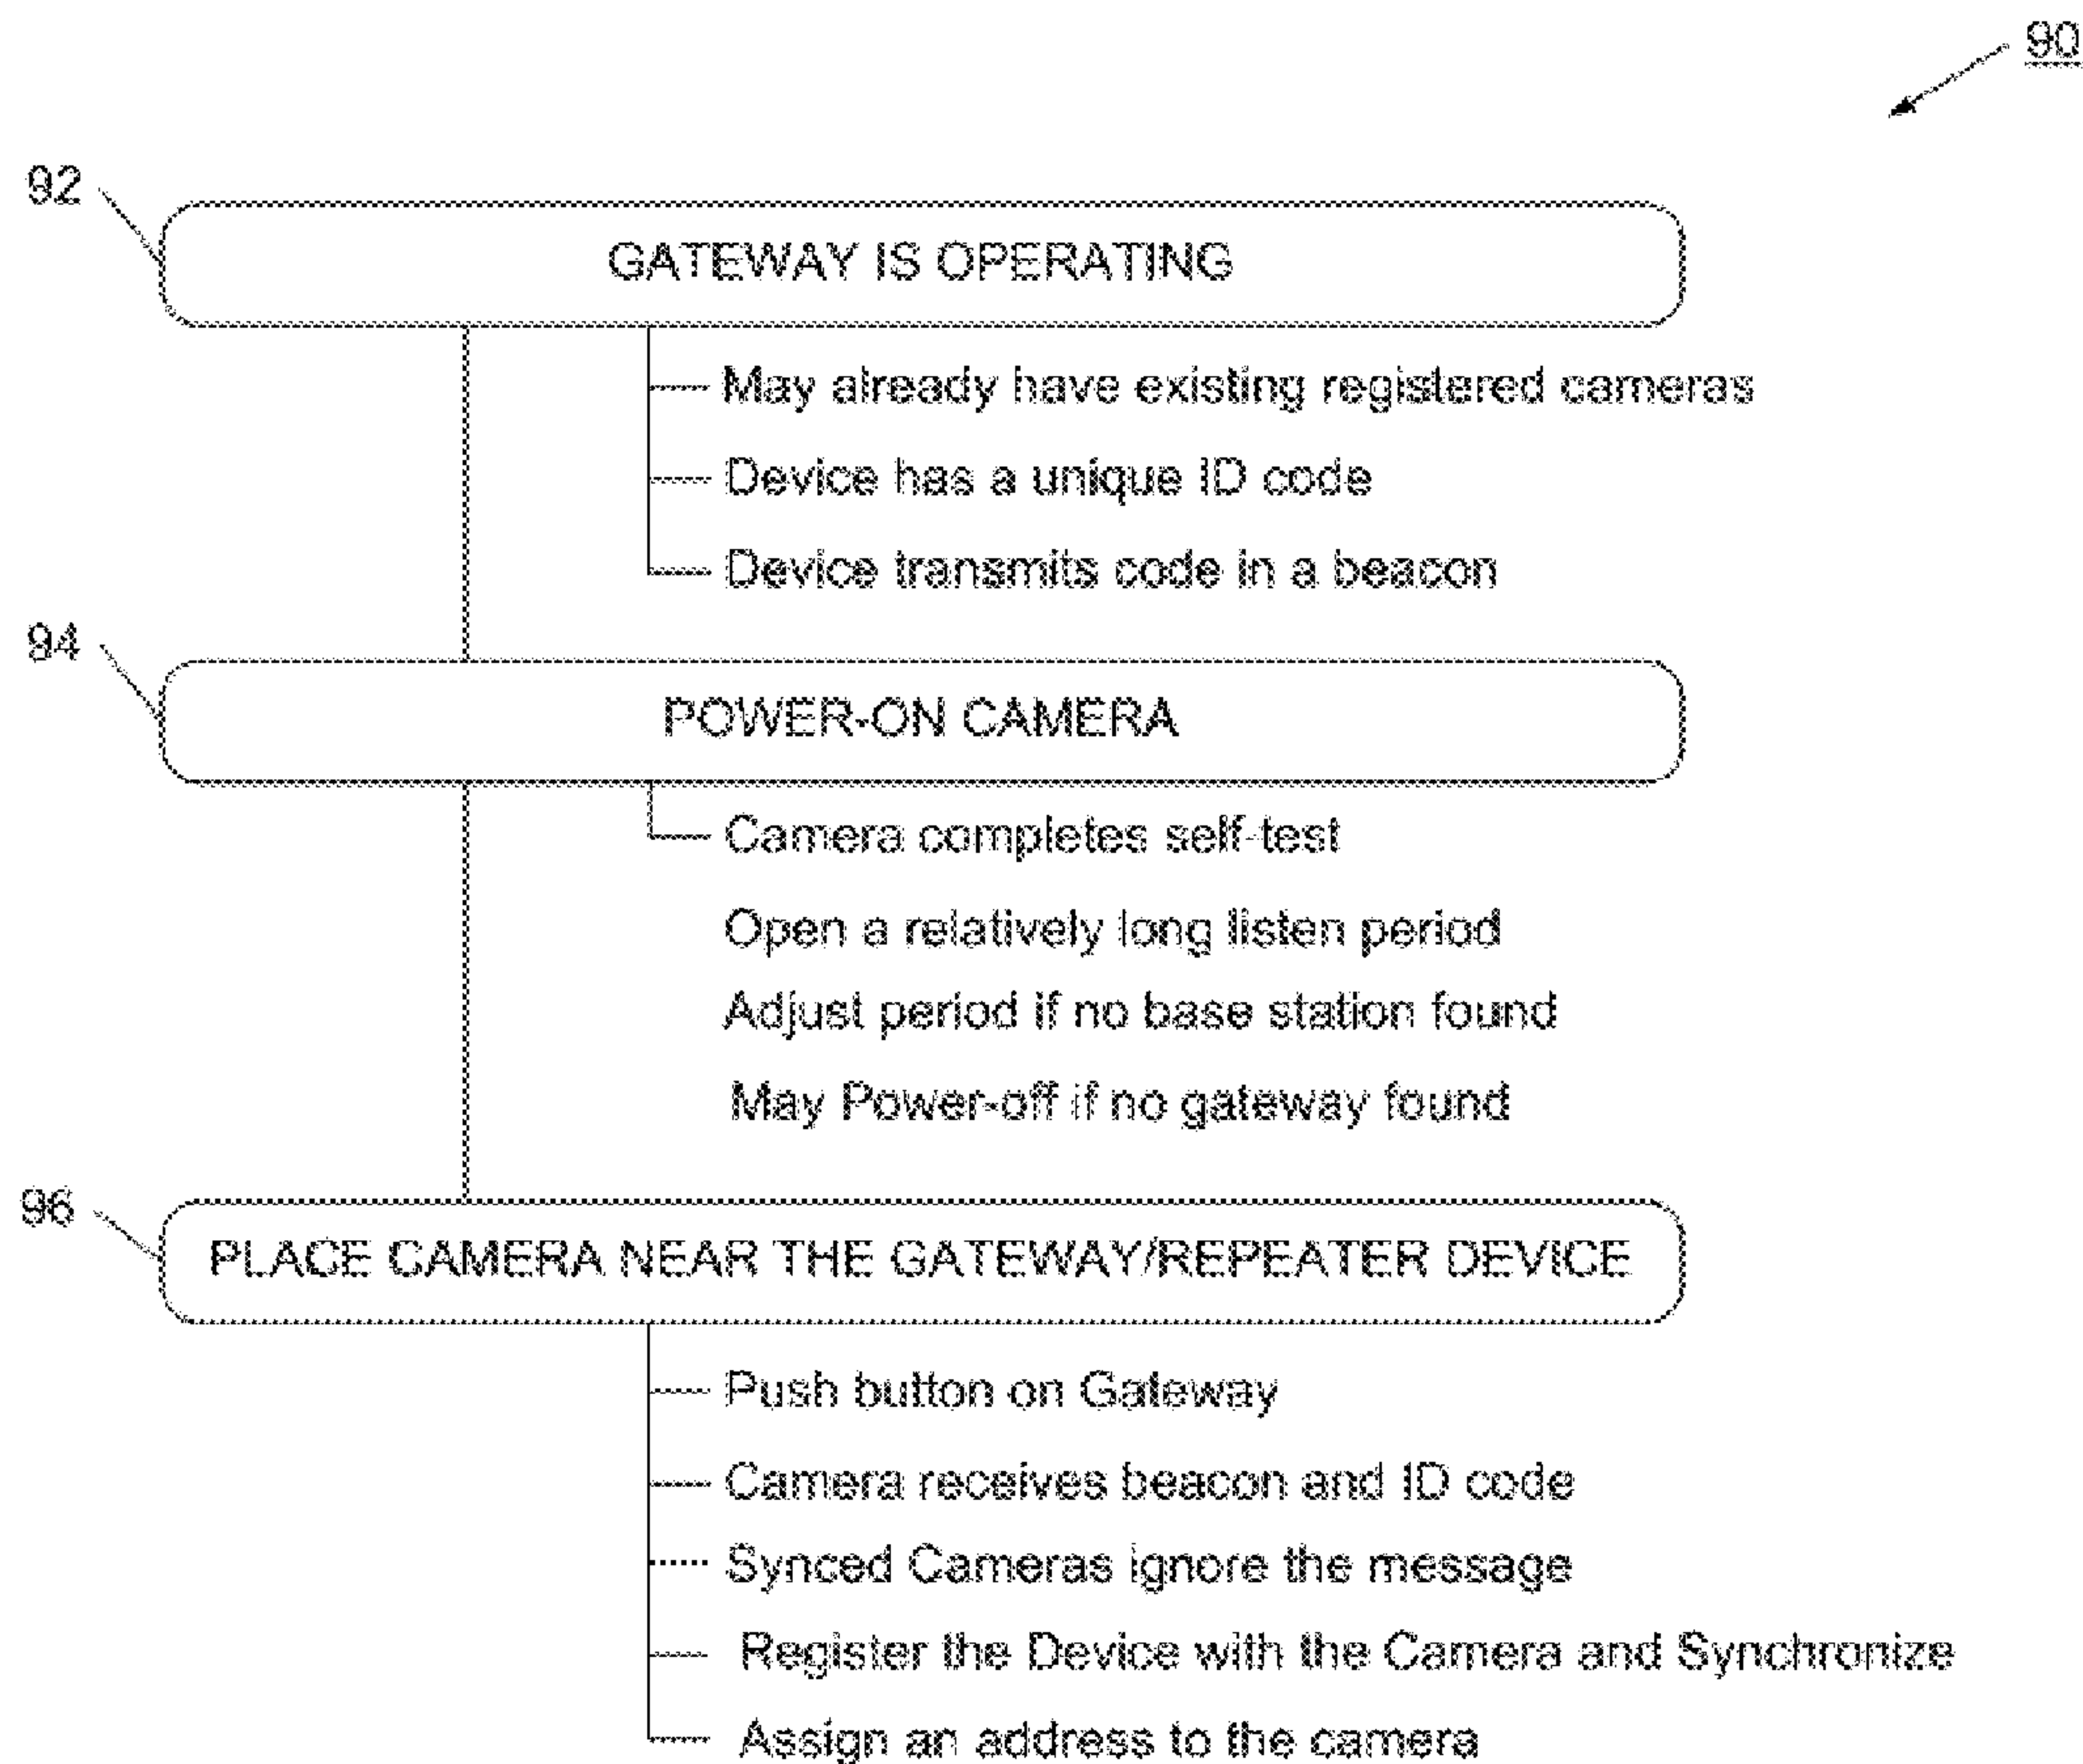 90
92
GATEWAY IS OPERATING
May already have existing registered cameras
Device has a unique ID code
Device transmits code in a beacon
94
POWER-ON CAMERA
Camera completes self-test
Open a relatively long listen period
Adjust period if no base station found
May Power-off if no gateway found
96
PLACE CAMERA NEAR THE GATEWAY/REPEATER DEVICE
Push button on Gateway
Camera receives beacon and ID code
Synced Cameras ignore the message
Register the Device with the Camera and Synchronize
Assign an address to the camera